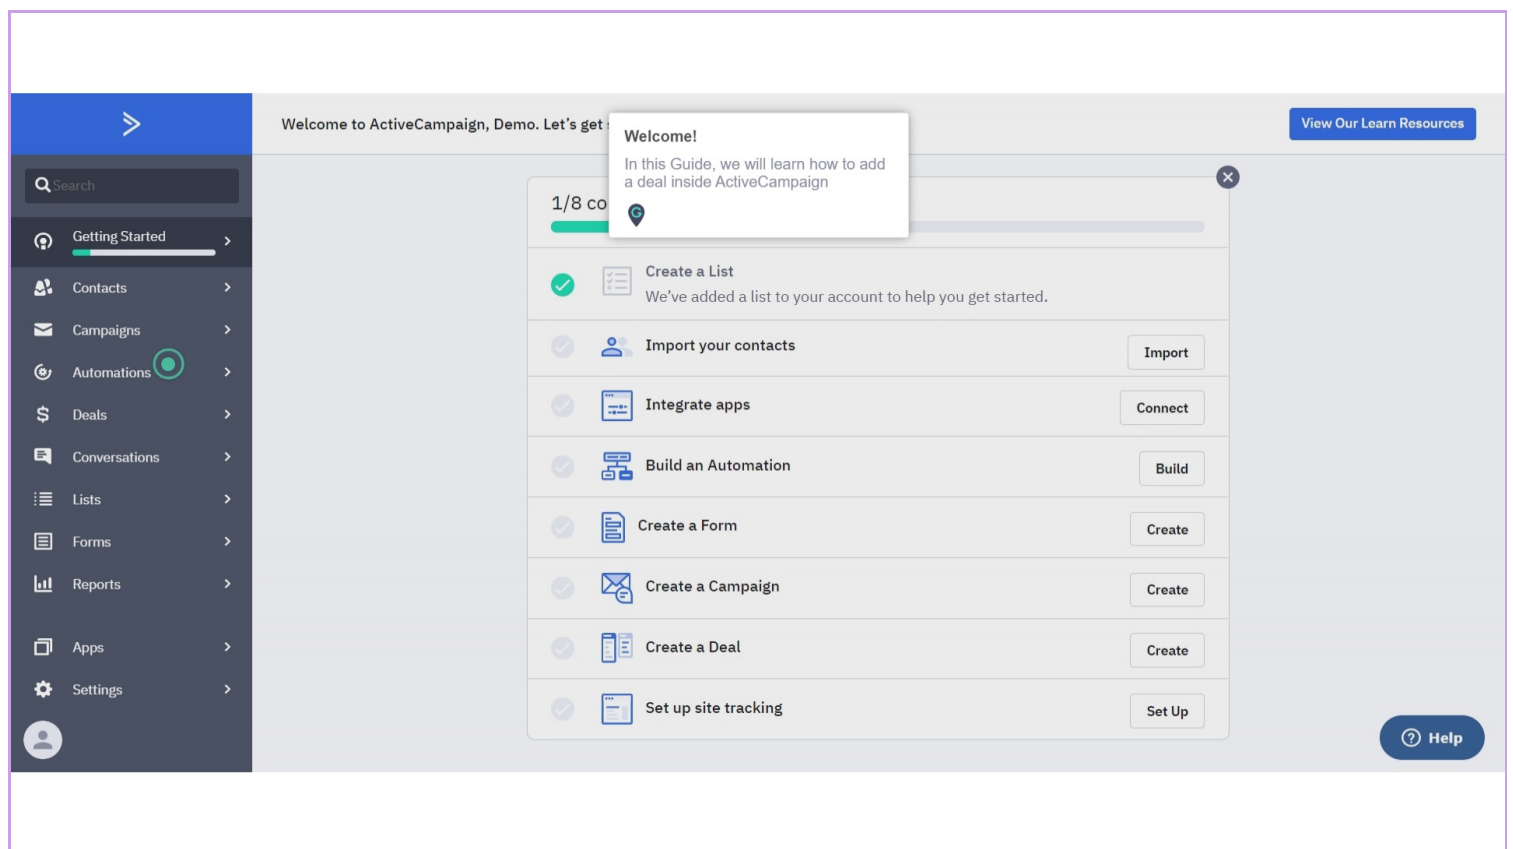 Welcome to ActiveCampaign, Demo. Let's get
View Our Learn Resources
Welcome!
In this Guide, we will learn how to add
a deal inside ActiveCampaign
G
Search
Getting Started
Contacts
Campaigns
Automations
Deals
Conversations
Lists
Forms
Reports
Apps
Settings
1/8 co
Create a List
We've added a list to your account to help you get started.
Import your contacts
Import
Integrate apps
Connect
Build an Automation
Build
Create a Form
Create
Create a Campaign
Create
Create a Deal
Create
Set up site tracking
Set Up
? Help